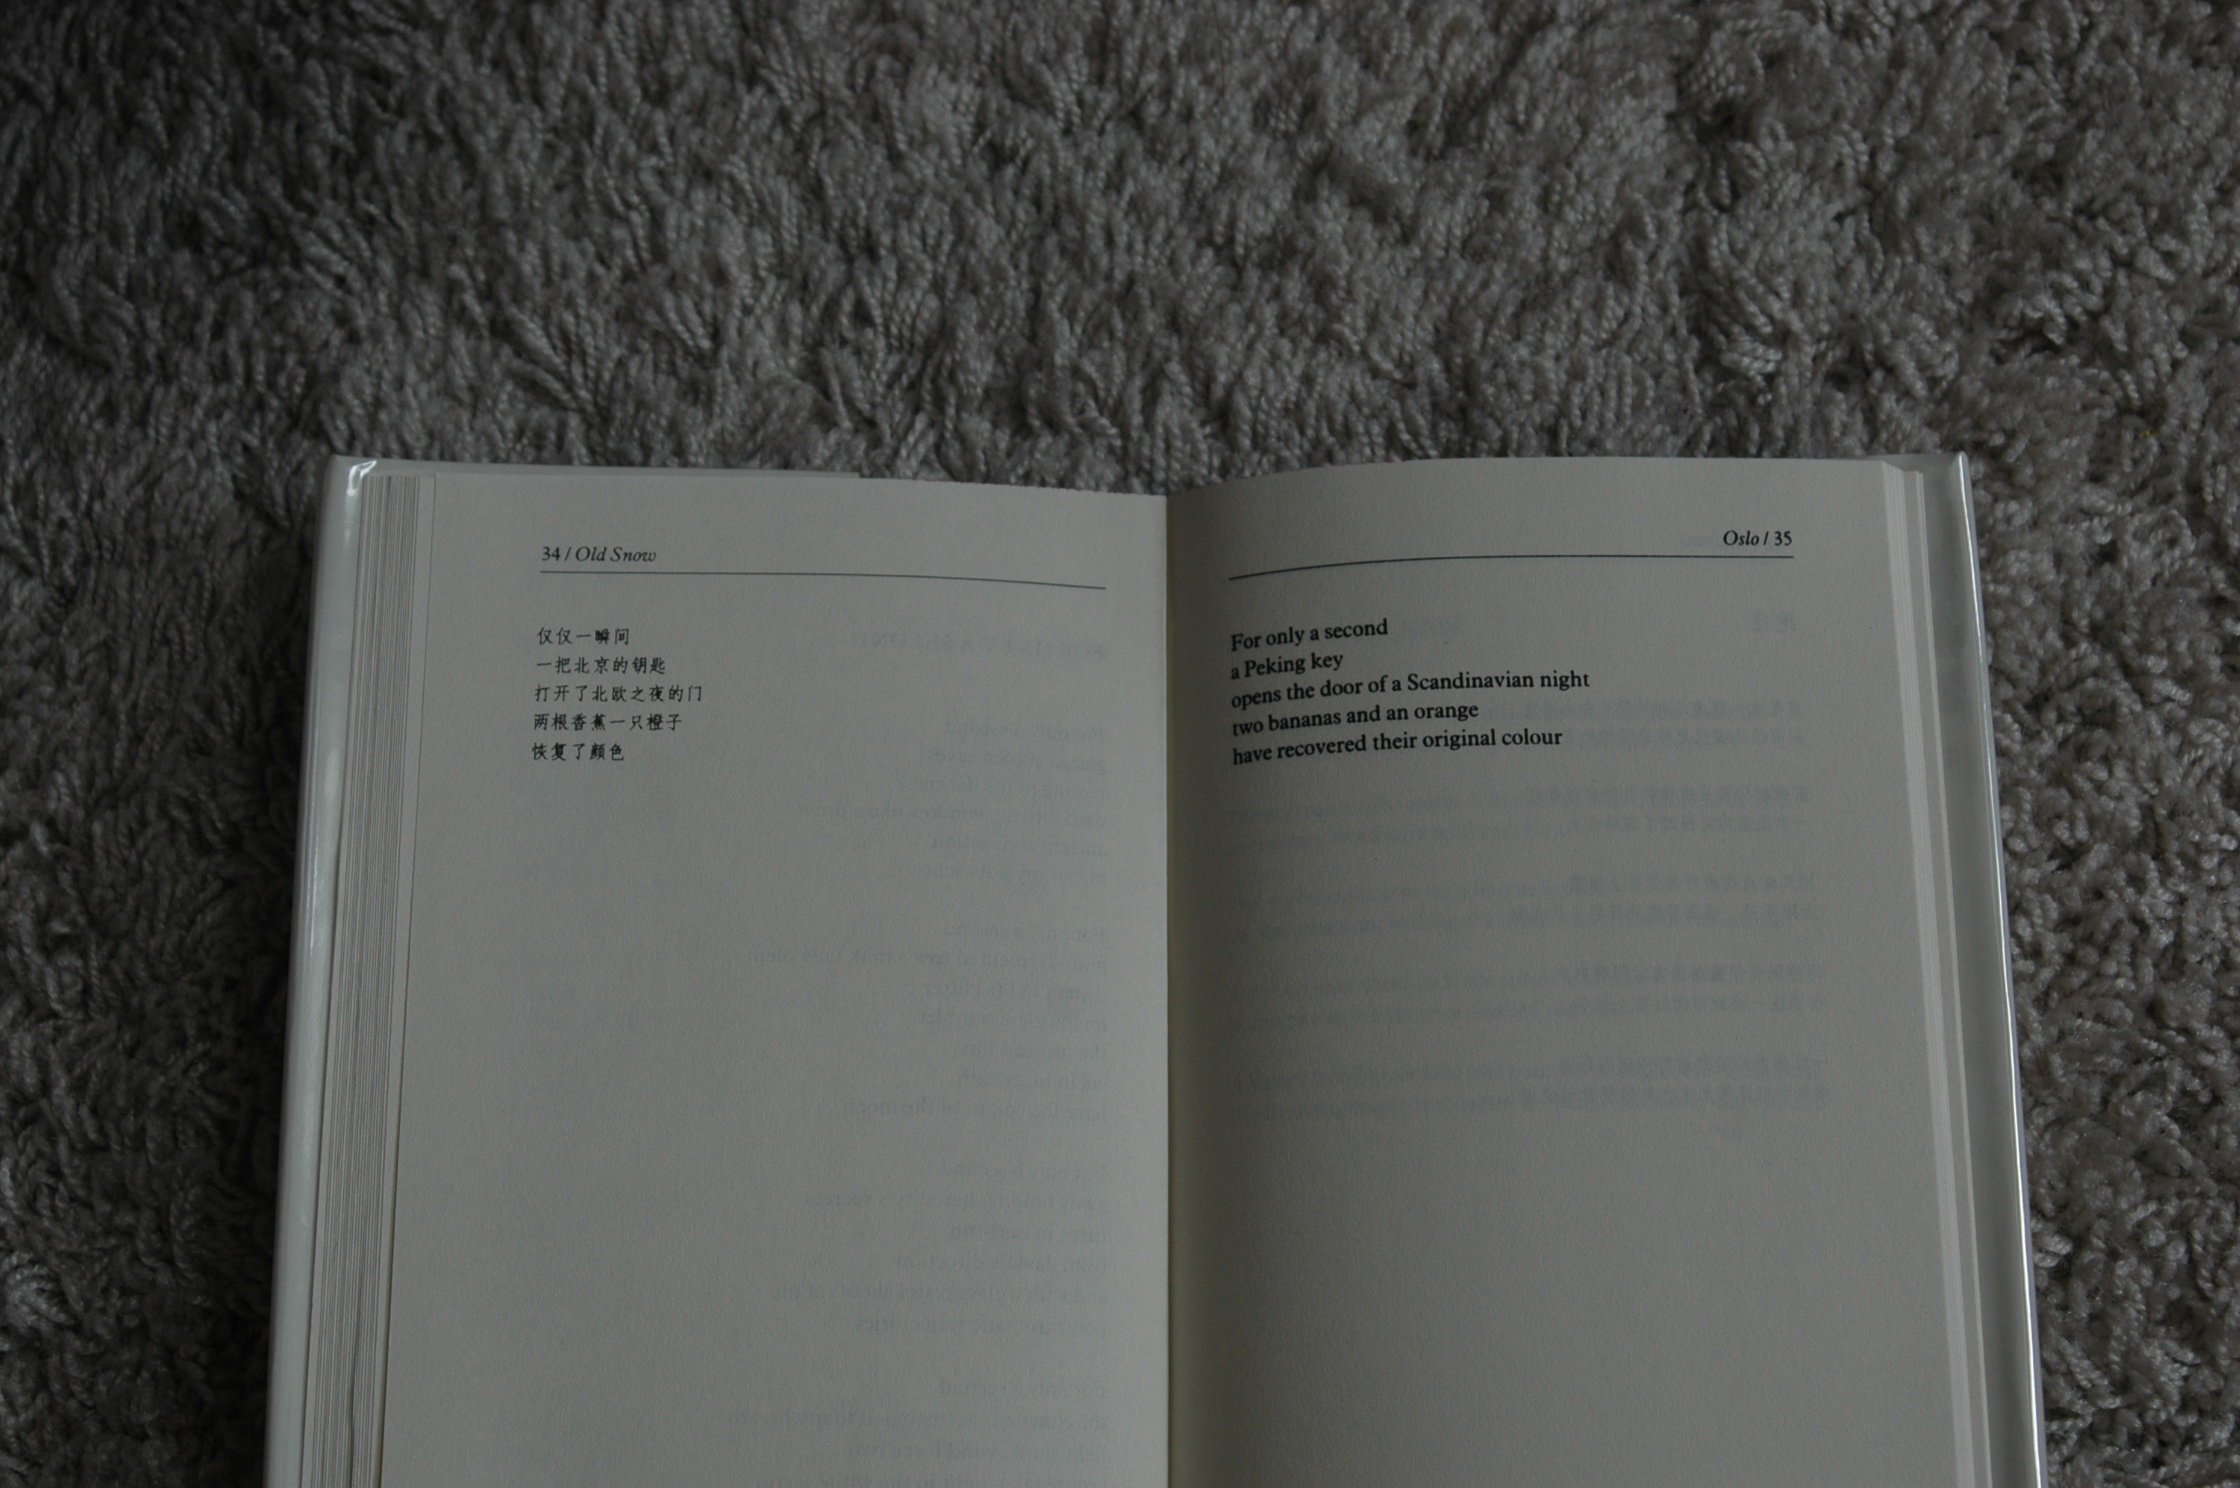 34 / Old Snow
仅仅一瞬间
一把北京的钥匙
打开了北欧之夜的门
两根香蕉一只橙子
恢复了颜色
Oslo / 35
For only a second
a Peking key
opens the door of a Scandinavian night
two bananas and an orange
have recovered their original colour